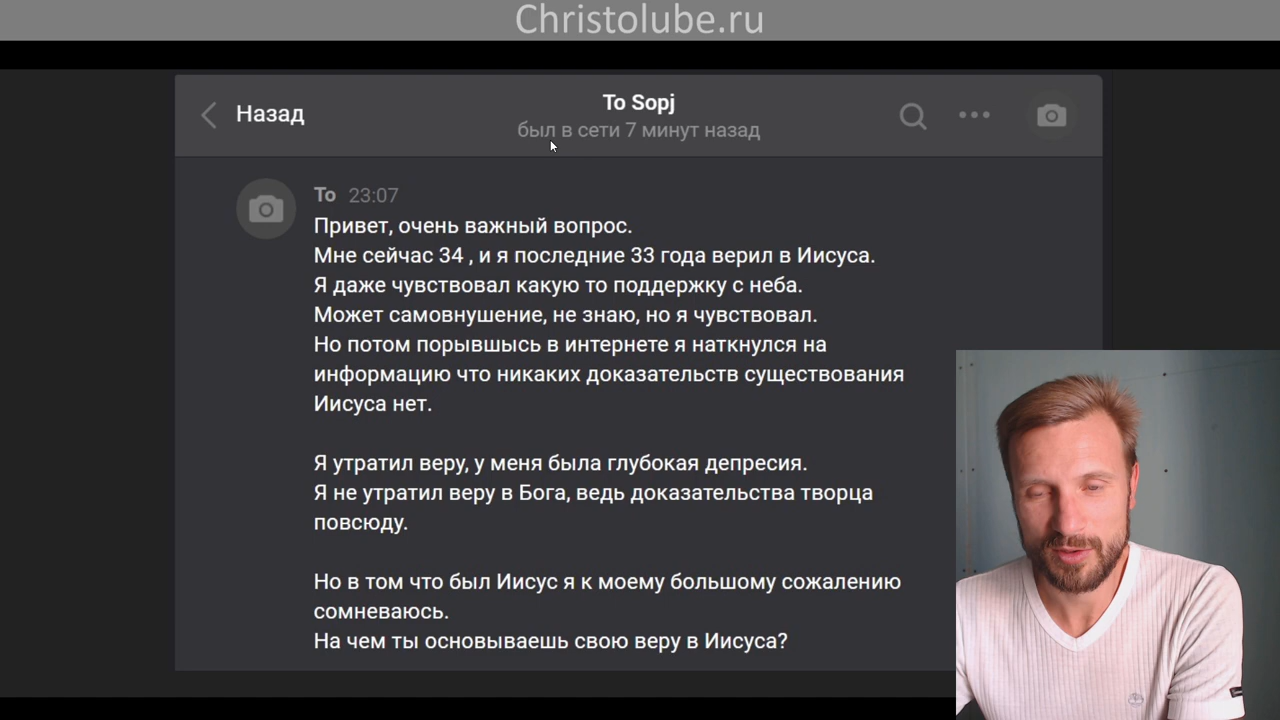 Christolube.ru
Назад
To Sopj
был в сети 7 минут назад
To 23:07
Привет, очень важный вопрос.
Мне сейчас 34 , и я последние 33 года верил в Иисуса.
Я даже чувствовал какую то поддержку с неба.
Может самовнушение, не знаю, но я чувствовал.
Но потом порывшысь в интернете я наткнулся на
информацию что никаких доказательств существования
Иисуса нет.
Я утратил веру, у меня была глубокая депресия.
Я не утратил веру в Бога, ведь доказательства творца
повсюду.
Но в том что был Иисус я к моему большому сожалению
сомневаюсь.
На чем ты основываешь свою веру в Иисуса?